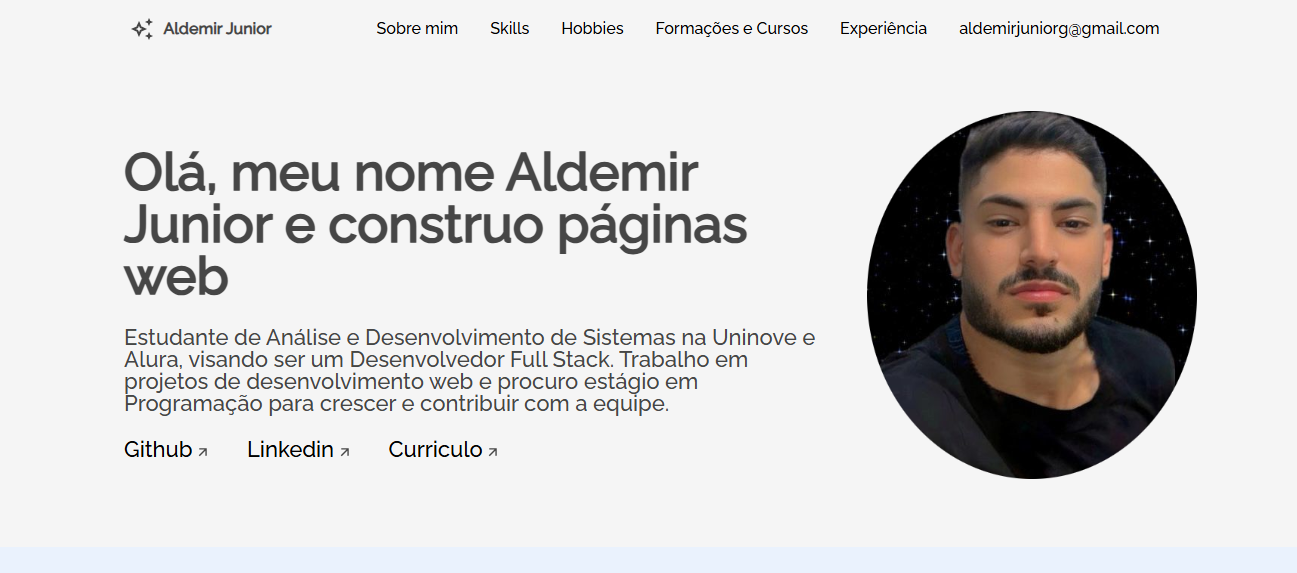 Aldemir Junior
Sobre mim
Skills
Hobbies
Formações e Cursos
Experiência
aldemirjuniorg@gmail.com
Olá, meu nome Aldemir
Junior e construo páginas
web
Estudante de Análise e Desenvolvimento de Sistemas na Uninove e
Alura, visando ser um Desenvolvedor Full Stack. Trabalho em
projetos de desenvolvimento web e procuro estágio em
Programação para crescer e contribuir com a equipe.
Github
Linkedin
Curriculo